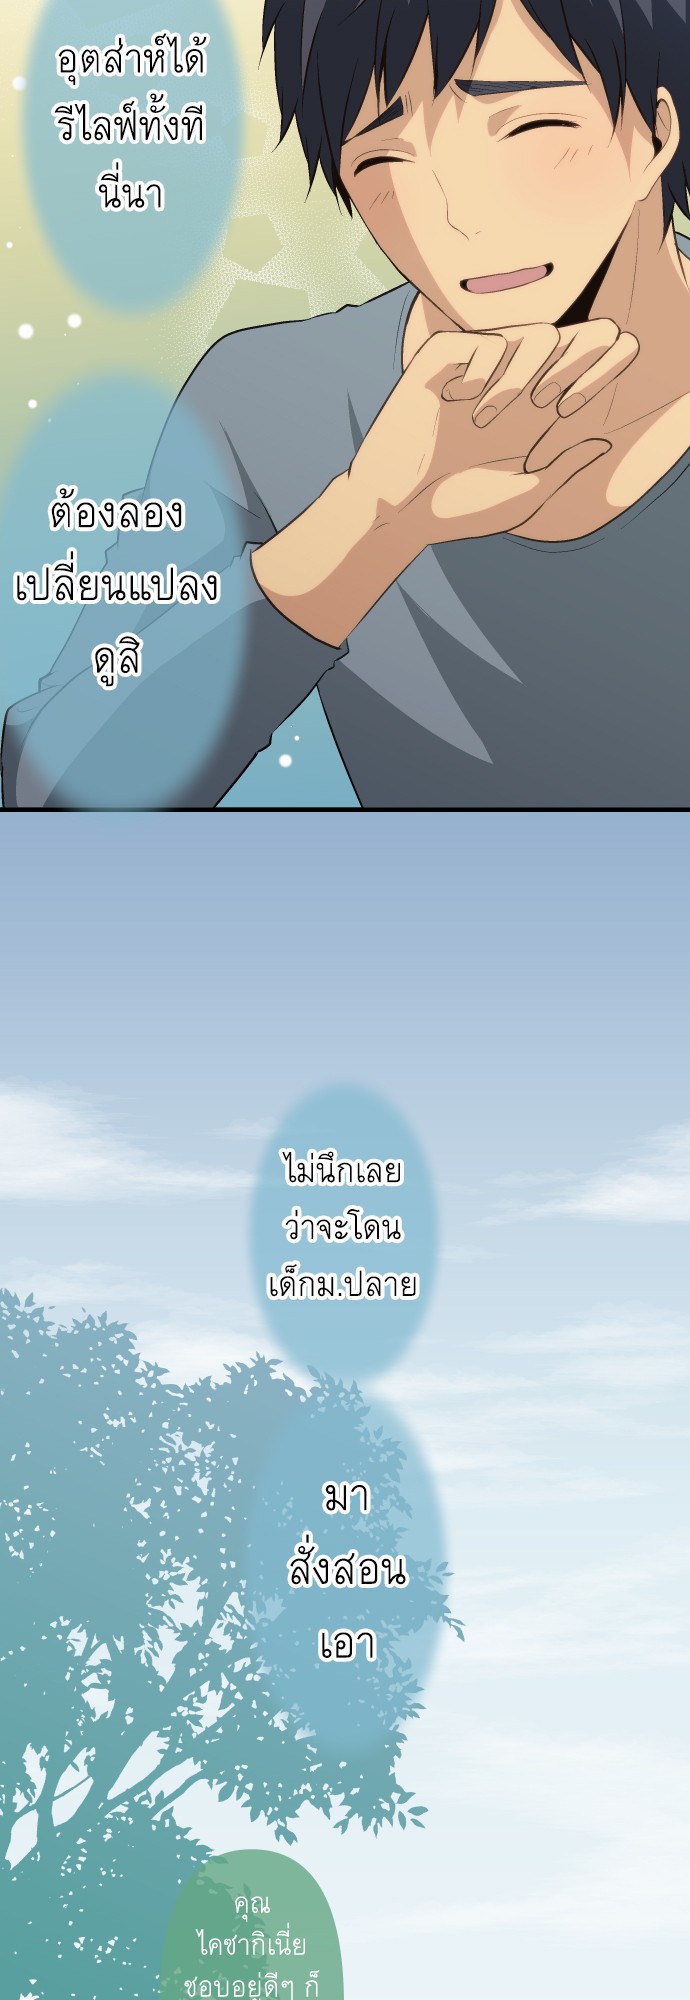 อุตส่าห์ได้
รีไลฟ์ทั้งที
นี่นา
ต้องลอง
เปลี่ยนแปลง
ดูสิ
ไม่นึกเลย
ว่าจะโดน
เด็กม.ปลาย
มา
สั่งสอน
เอา
คุณ
ไคซากิเนี่ย
ชอบอยู่ดีๆ ก็